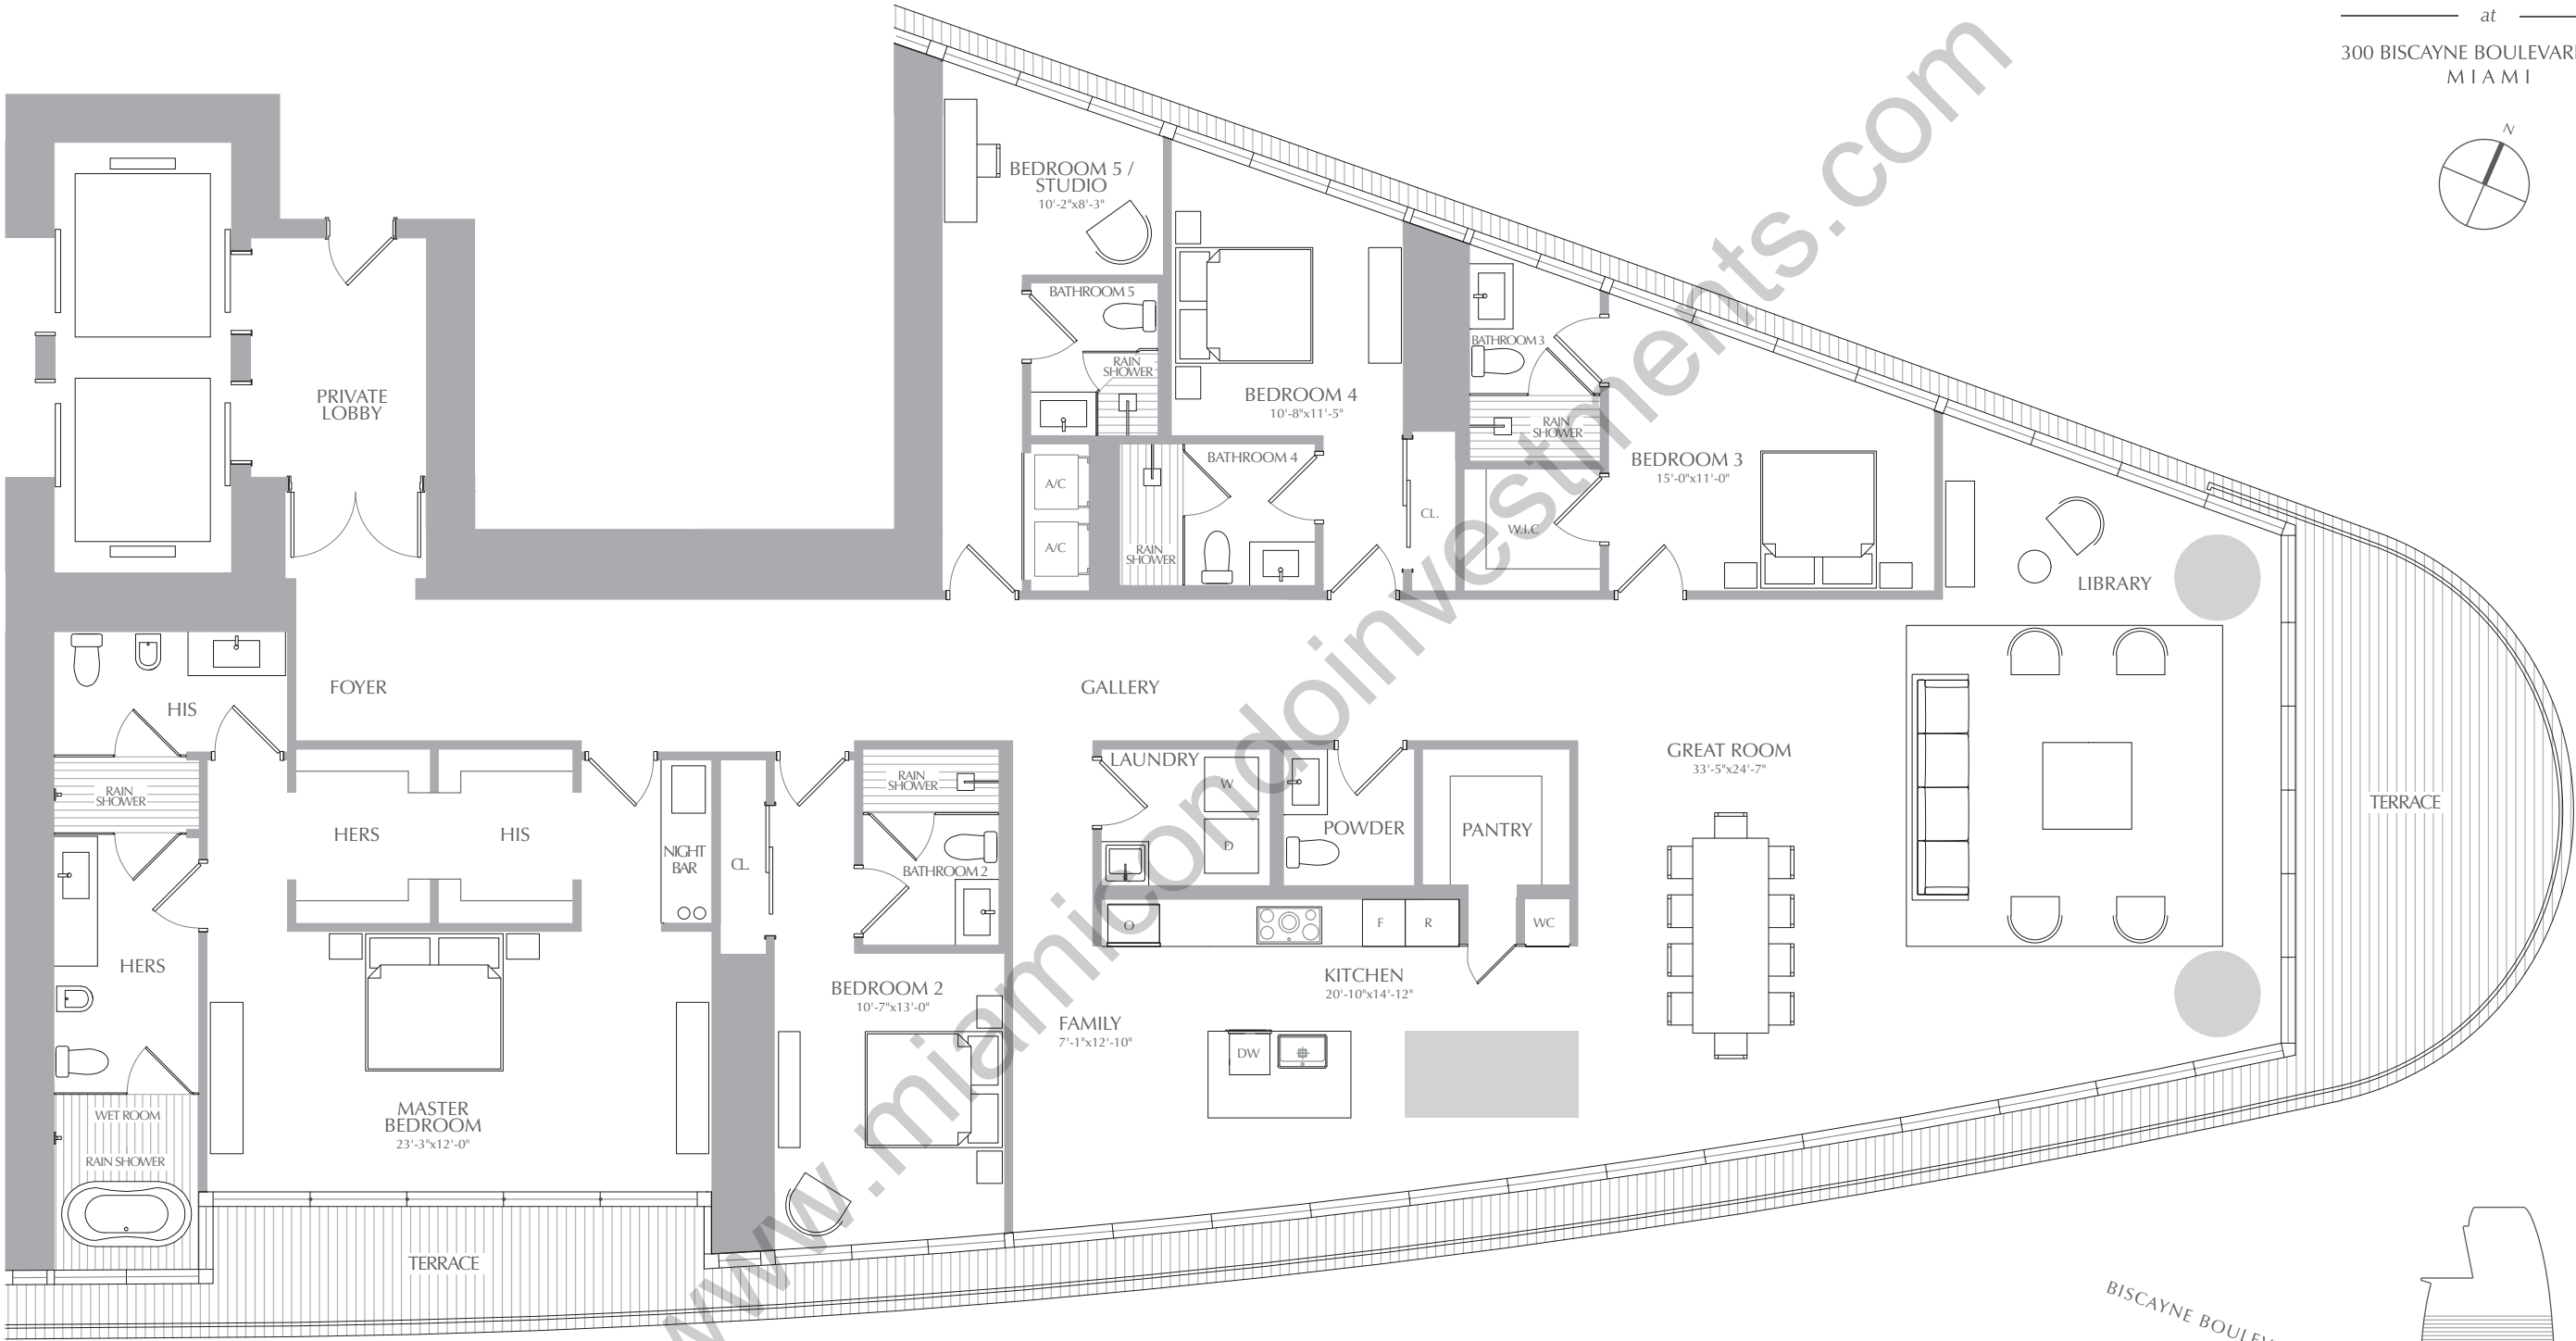 at
300 BISCAYNE BOULEVAR
MIAMI
N
BEDROOM 5 /
STUDIO
10'-2"x8'-3"
BATHROOM 5
RAIN
SHOWER
BEDROOM 4
10'-8"x11'-5"
BATHROOM 3
RAIN
SHOWER
PRIVATE
LOBBY
BATHROOM 4
RAIN
SHOWER
A/C
A/C
CL.
W.I.C
BEDROOM 3
15'-0"x11'-0"
LIBRARY
HIS
FOYER
GALLERY
RAIN
SHOWER
HERS
HIS
NIGHT
BAR
CL.
RAIN
SHOWER
BATHROOM 2
LAUNDRY
W
D
POWDER
PANTRY
GREAT ROOM
33'-5"x24'-7"
TERRACE
O
F
R
WC
HERS
BEDROOM 2
10'-7"x13'-0"
KITCHEN
20'-10"x14'-12"
FAMILY
7'-1"x12'-10"
DW
WET ROOM
RAIN SHOWER
MASTER
BEDROOM
23'-3"x12'-0"
TERRACE
BISCAYNE BOULEV
www.miamicondoinvestments.com